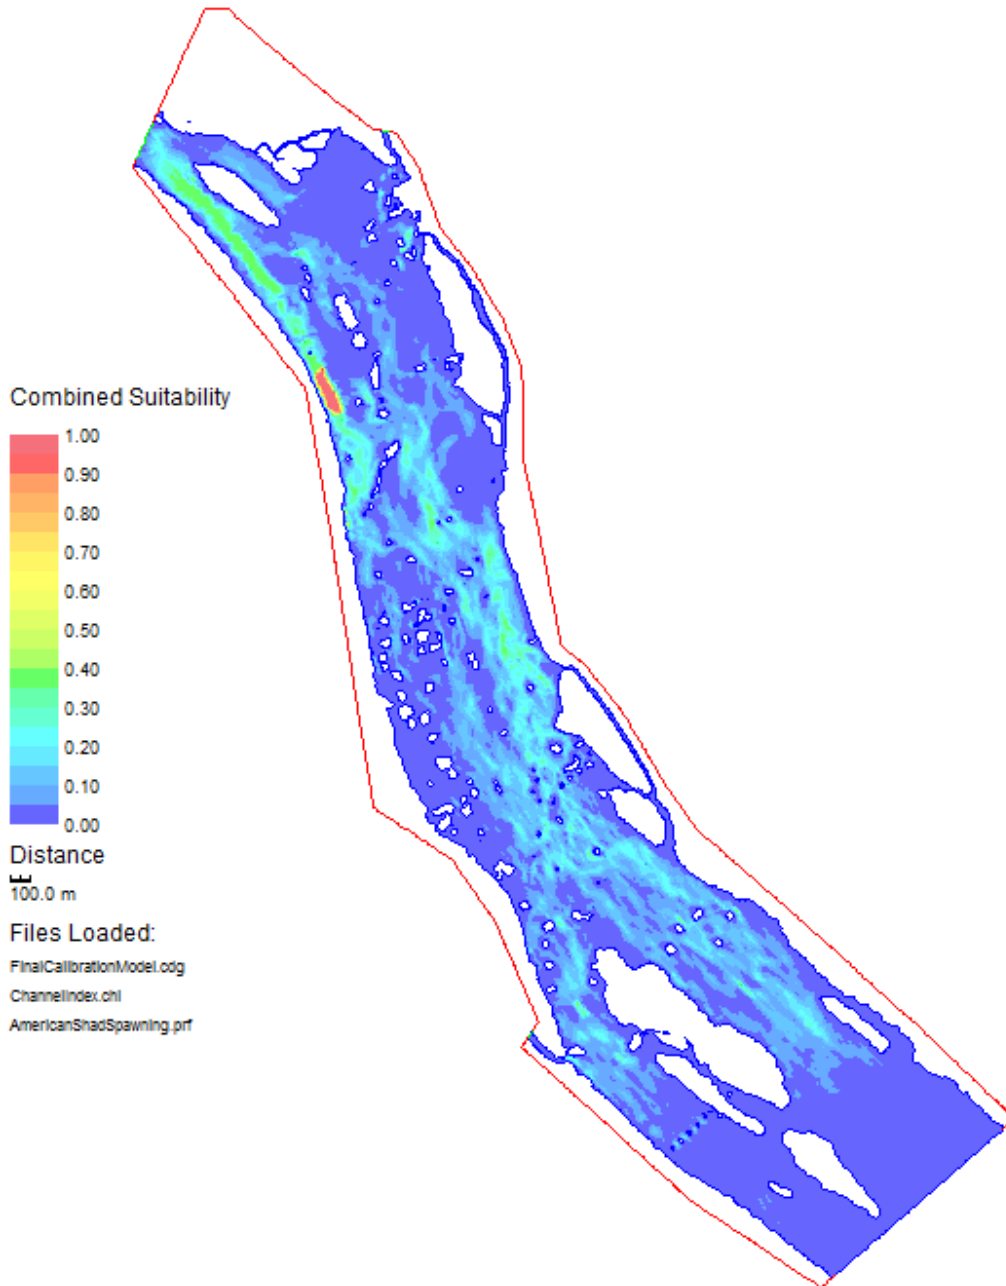 Combined Suitability
1.00
0.90
0.80
0.70
0.60
0.50
0.40
0.30
0.20
0.10
0.00
Distance
100.0 m
Files Loaded:
FinalCalibrationModel.cdg
ChannelIndex.chi
AmericanShadSpawning.prf